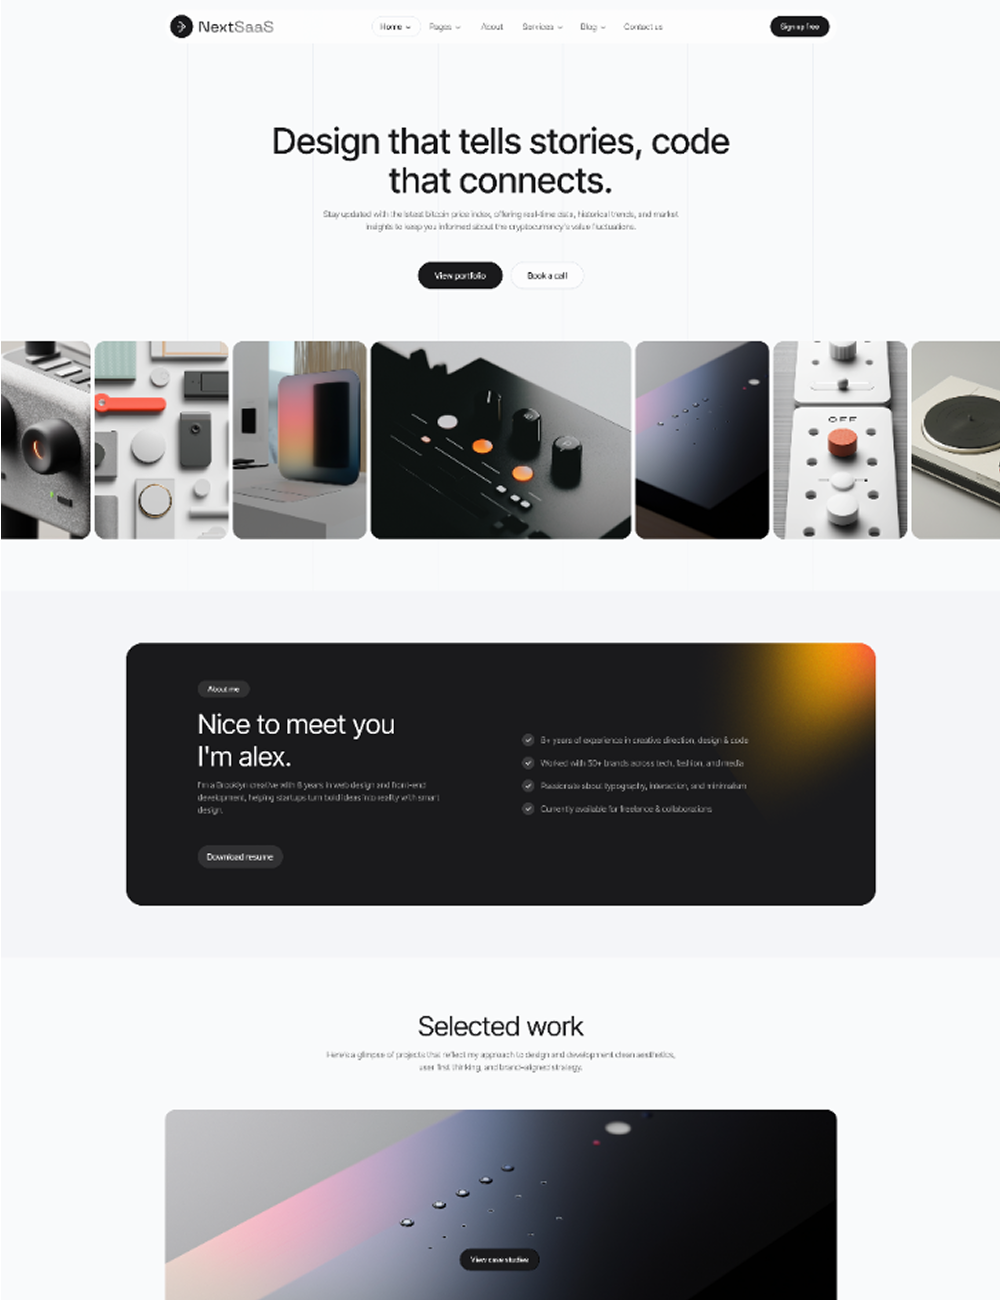 NextSaaS
Home Pages About Services Blog Contact us
Sign up free
Design that tells stories, code
that connects.
Stay updated with the latest bitcoin price index, offering real-time data, historical trends, and market
insights to keep you informed about the cryptocurrency's value fluctuations.
View portfolio Book a call
OFF
About me
Nice to meet you
I'm alex.
I'm a Brooklyn creative with 8 years in web design and front-end
development, helping startups turn bold ideas into reality with smart
design.
Download resume
8+ years of experience in creative direction, design & code
Worked with 50+ brands across tech, fashion, and media
Passionate about typography, interaction, and minimalism
Currently available for freelance & collaborations
Selected work
Here's a glimpse of projects that reflect my approach to design and development clean aesthetics,
user first thinking, and brand-aligned strategy.
View case studies